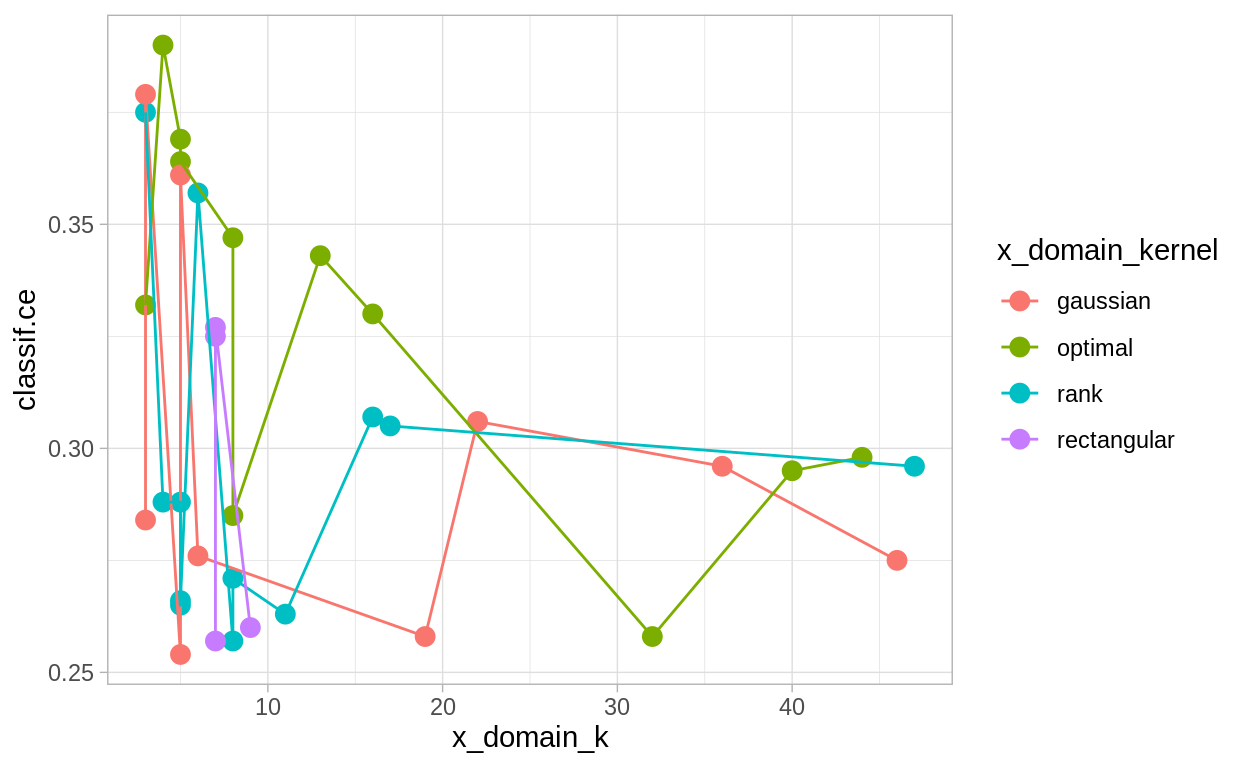 classif.ce
0.35
0.30
0.25
10
20
30
40
x_domain_k
x_domain_kernel
gaussian
optimal
rank
rectangular